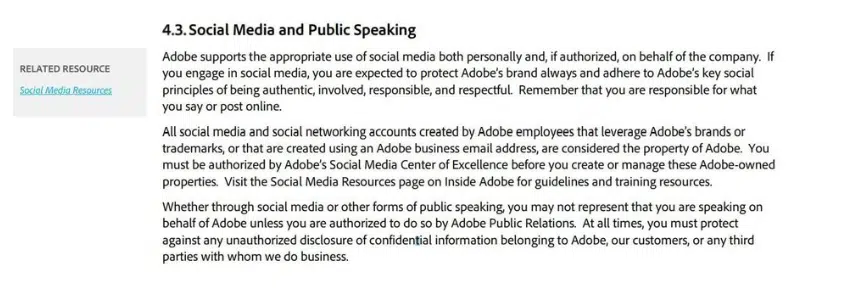 4.3. Social Media and Public Speaking
RELATED RESOURCE
Social Media Resources
Adobe supports the appropriate use of social media both personally and, if authorized, on behalf of the company. If
you engage in social media, you are expected to protect Adobe's brand always and adhere to Adobe's key social
principles of being authentic, involved, responsible, and respectful. Remember that you are responsible for what
you say or post online.
All social media and social networking accounts created by Adobe employees that leverage Adobe's brands or
trademarks, or that are created using an Adobe business email address, are considered the property of Adobe. You
must be authorized by Adobe's Social Media Center of Excellence before you create or manage these Adobe-owned
properties. Visit the Social Media Resources page on Inside Adobe for guidelines and training resources.
Whether through social media or other forms of public speaking, you may not represent that you are speaking on
behalf of Adobe unless you are authorized to do so by Adobe Public Relations. At all times, you must protect
against any unauthorized disclosure of confidential information belonging to Adobe, our customers, or any third
parties with whom we do business.